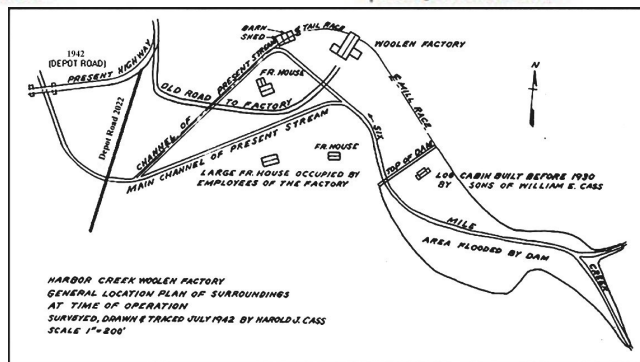 BARN
SHED
TAIL RACE
WOOLEN FACTORY
N
1942
(DEPOT ROAD)
PRESENT HIGHWAY
OLD ROAD TO FACTORY
FR. HOUSE
CHANNEL OF PRESENT STREAM
MILL RACE
Depot Road 2022
MAIN CHANNEL OF PRESENT STREAM
FR. HOUSE
LARGE FR. HOUSE OCCUPIED BY
EMPLOYEES OF THE FACTORY
SIX
MILE
CREEK
TOP OF DAM
LOG CABIN BUILT BEFORE 1930
BY SONS OF WILLIAM E. CASS
AREA FLOODED BY DAM
HARBOR CREEK WOOLEN FACTORY
GENERAL LOCATION PLAN OF SURROUNDINGS
AT TIME OF OPERATION
SURVEYED, DRAWN & TRACED JULY 1942 BY HAROLD J. CASS
SCALE 1"=200'